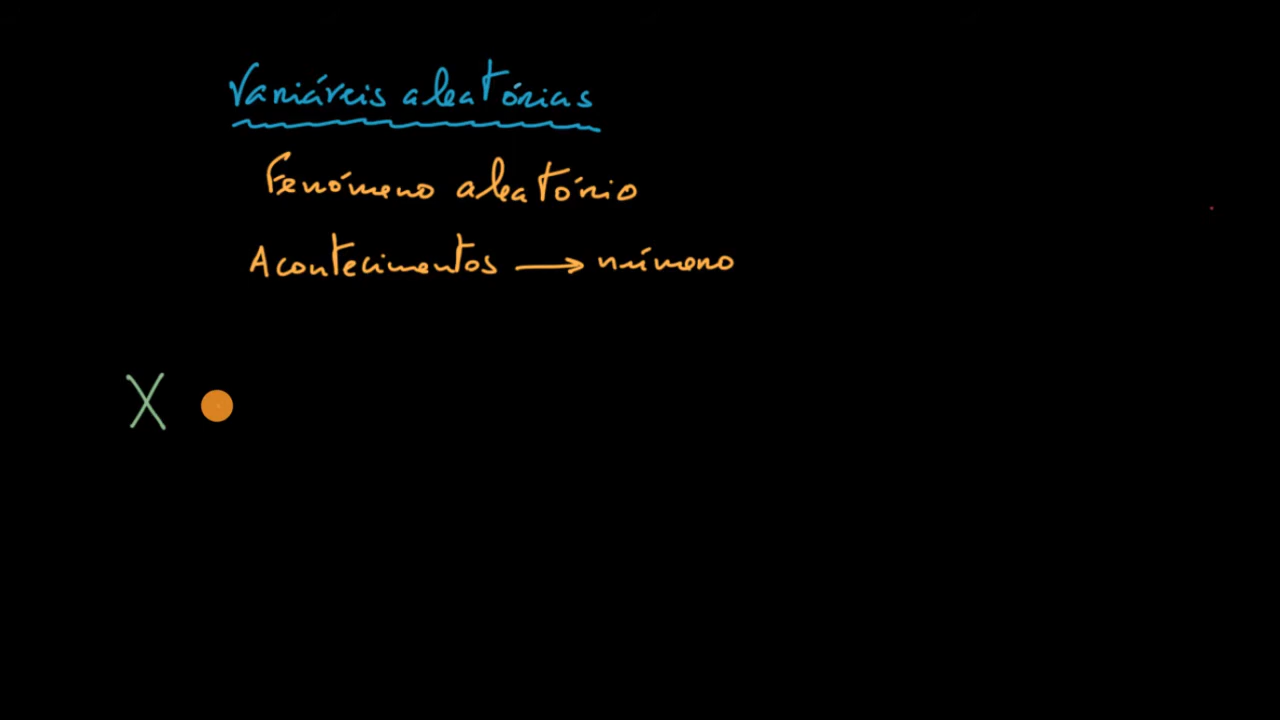 Variáveis aleatórias
Fenómeno aleatório
Acontecimentos → número
X